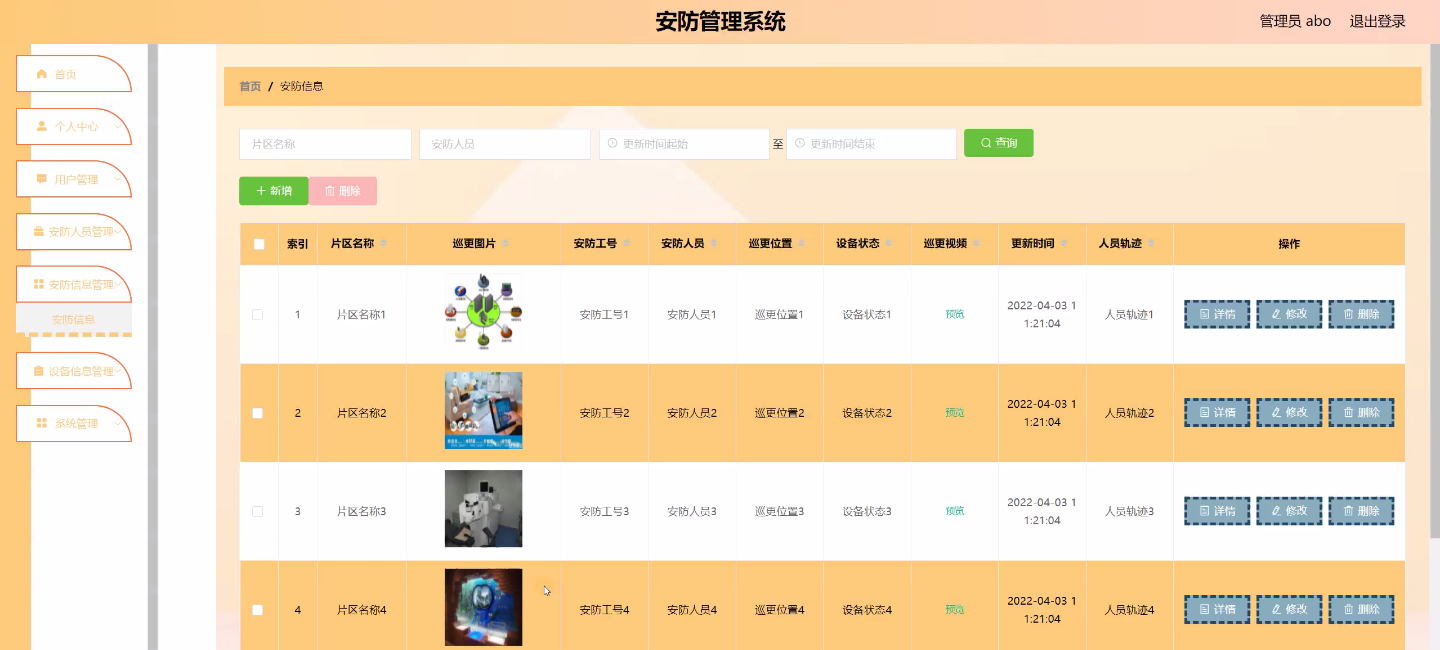 安防管理系统
管理员 abo 退出登录
首页
个人中心
用户管理
安防人员管理
安防信息管理
安防信息
设备信息管理
系统管理
首页 / 安防信息
片区名称 安防人员 更新时间起始 至 更新时间结束 查询
新增 删除
索引 片区名称 巡更图片 安防工号 安防人员 巡更位置 设备状态 巡更视频 更新时间 人员轨迹 操作
1 片区名称1 安防工号1 安防人员1 巡更位置1 设备状态1 预览 2022-04-03 1 人员轨迹1 详情 修改 删除
1:21:04
2 片区名称2 安防工号2 安防人员2 巡更位置2 设备状态2 预览 2022-04-03 1 人员轨迹2 详情 修改 删除
1:21:04
3 片区名称3 安防工号3 安防人员3 巡更位置3 设备状态3 预览 2022-04-03 1 人员轨迹3 详情 修改 删除
1:21:04
4 片区名称4 安防工号4 安防人员4 巡更位置4 设备状态4 预览 2022-04-03 1 人员轨迹4 详情 修改 删除
1:21:04